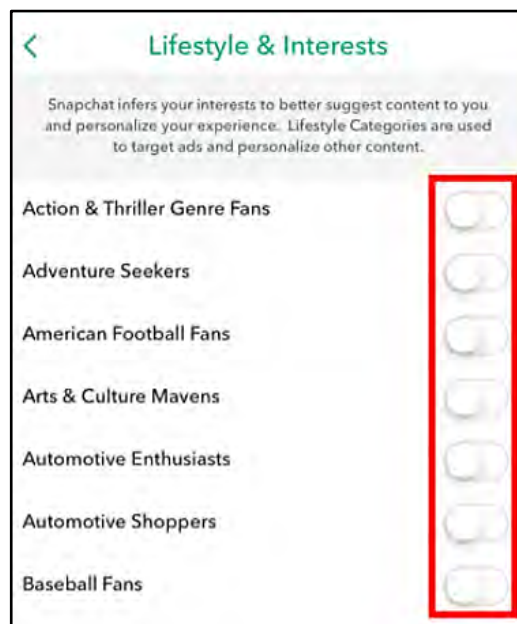 Lifestyle & Interests
Snapchat infers your interests to better suggest content to you
and personalize your experience. Lifestyle Categories are used
to target ads and personalize other content.
Action & Thriller Genre Fans
Adventure Seekers
American Football Fans
Arts & Culture Mavens
Automotive Enthusiasts
Automotive Shoppers
Baseball Fans